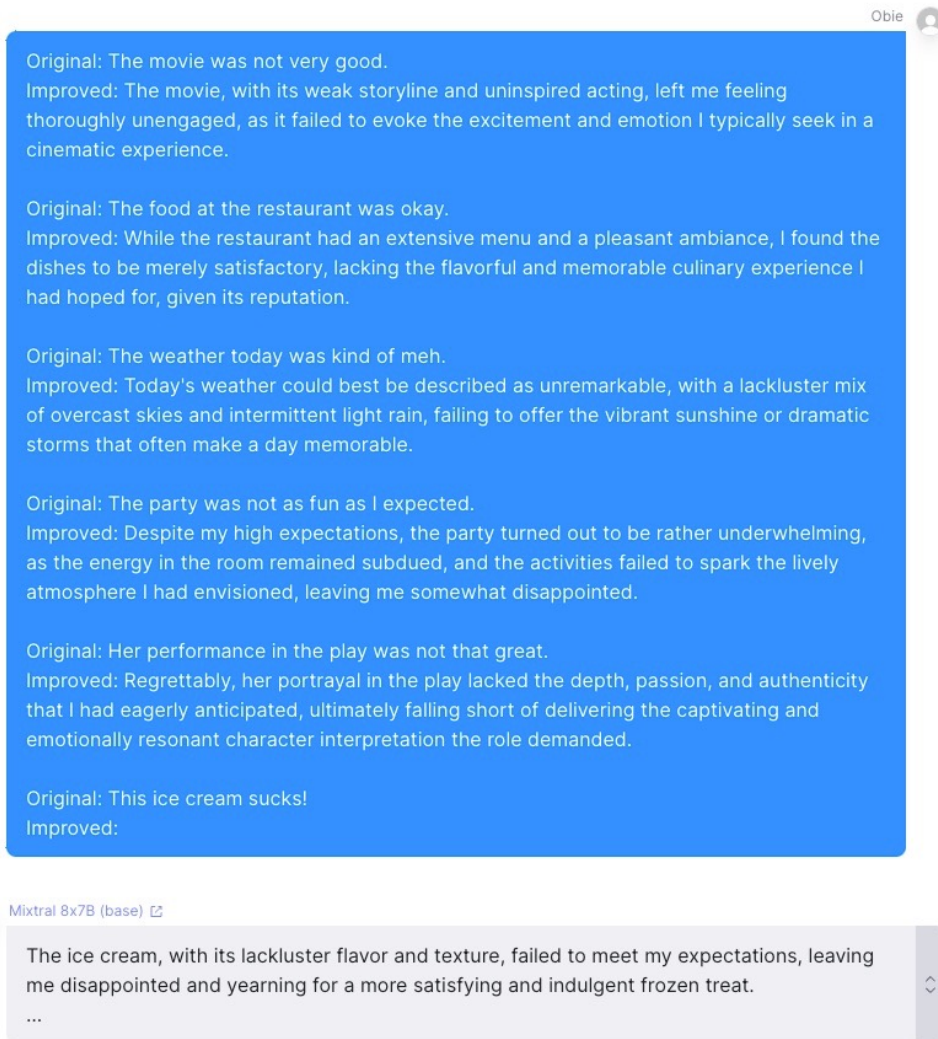 Obie
Original: The movie was not very good.
Improved: The movie, with its weak storyline and uninspired acting, left me feeling
thoroughly unengaged, as it failed to evoke the excitement and emotion I typically seek in a
cinematic experience.
Original: The food at the restaurant was okay.
Improved: While the restaurant had an extensive menu and a pleasant ambiance, I found the
dishes to be merely satisfactory, lacking the flavorful and memorable culinary experience I
had hoped for, given its reputation.
Original: The weather today was kind of meh.
Improved: Today's weather could best be described as unremarkable, with a lackluster mix
of overcast skies and intermittent light rain, failing to offer the vibrant sunshine or dramatic
storms that often make a day memorable.
Original: The party was not as fun as I expected.
Improved: Despite my high expectations, the party turned out to be rather underwhelming,
as the energy in the room remained subdued, and the activities failed to spark the lively
atmosphere I had envisioned, leaving me somewhat disappointed.
Original: Her performance in the play was not that great.
Improved: Regrettably, her portrayal in the play lacked the depth, passion, and authenticity
that I had eagerly anticipated, ultimately falling short of delivering the captivating and
emotionally resonant character interpretation the role demanded.
Original: This ice cream sucks!
Improved:
Mixtral 8x7B (base)
The ice cream, with its lackluster flavor and texture, failed to meet my expectations, leaving
me disappointed and yearning for a more satisfying and indulgent frozen treat.
...